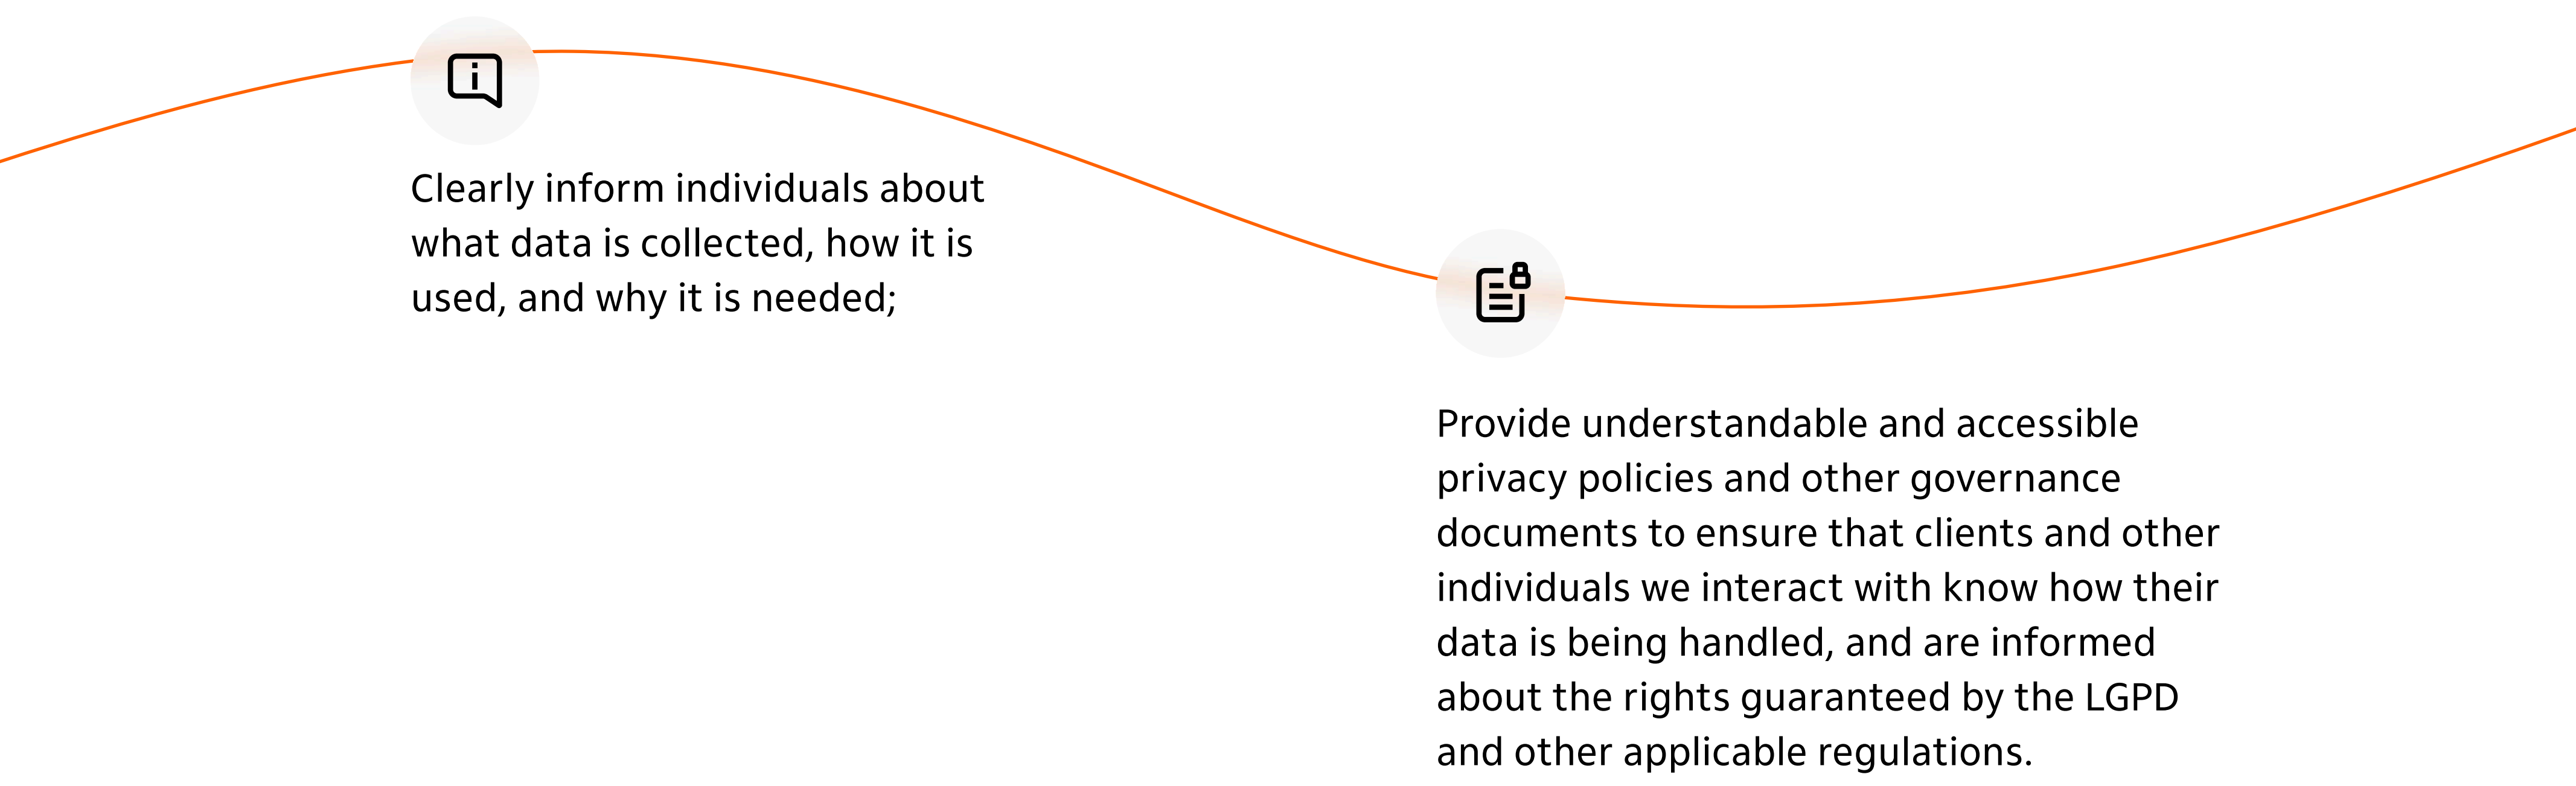 Clearly inform individuals about
what data is collected, how it is
used, and why it is needed;
Provide understandable and accessible
privacy policies and other governance
documents to ensure that clients and other
individuals we interact with know how their
data is being handled, and are informed
about the rights guaranteed by the LGPD
and other applicable regulations.